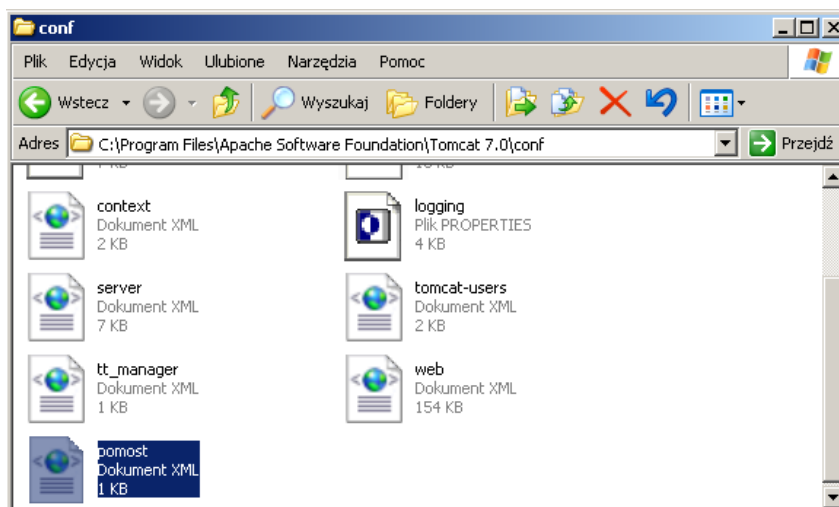 conf
Plik Edycja Widok Ulubione Narzędzia Pomoc
Wstecz Wyszukaj Foldery
Adres C:\Program Files\Apache Software Foundation\Tomcat 7.0\conf Przejdź
context
Dokument XML
2 KB
logging
Plik PROPERTIES
4 KB
server
Dokument XML
7 KB
tomcat-users
Dokument XML
2 KB
tt_manager
Dokument XML
1 KB
web
Dokument XML
154 KB
pomost
Dokument XML
1 KB